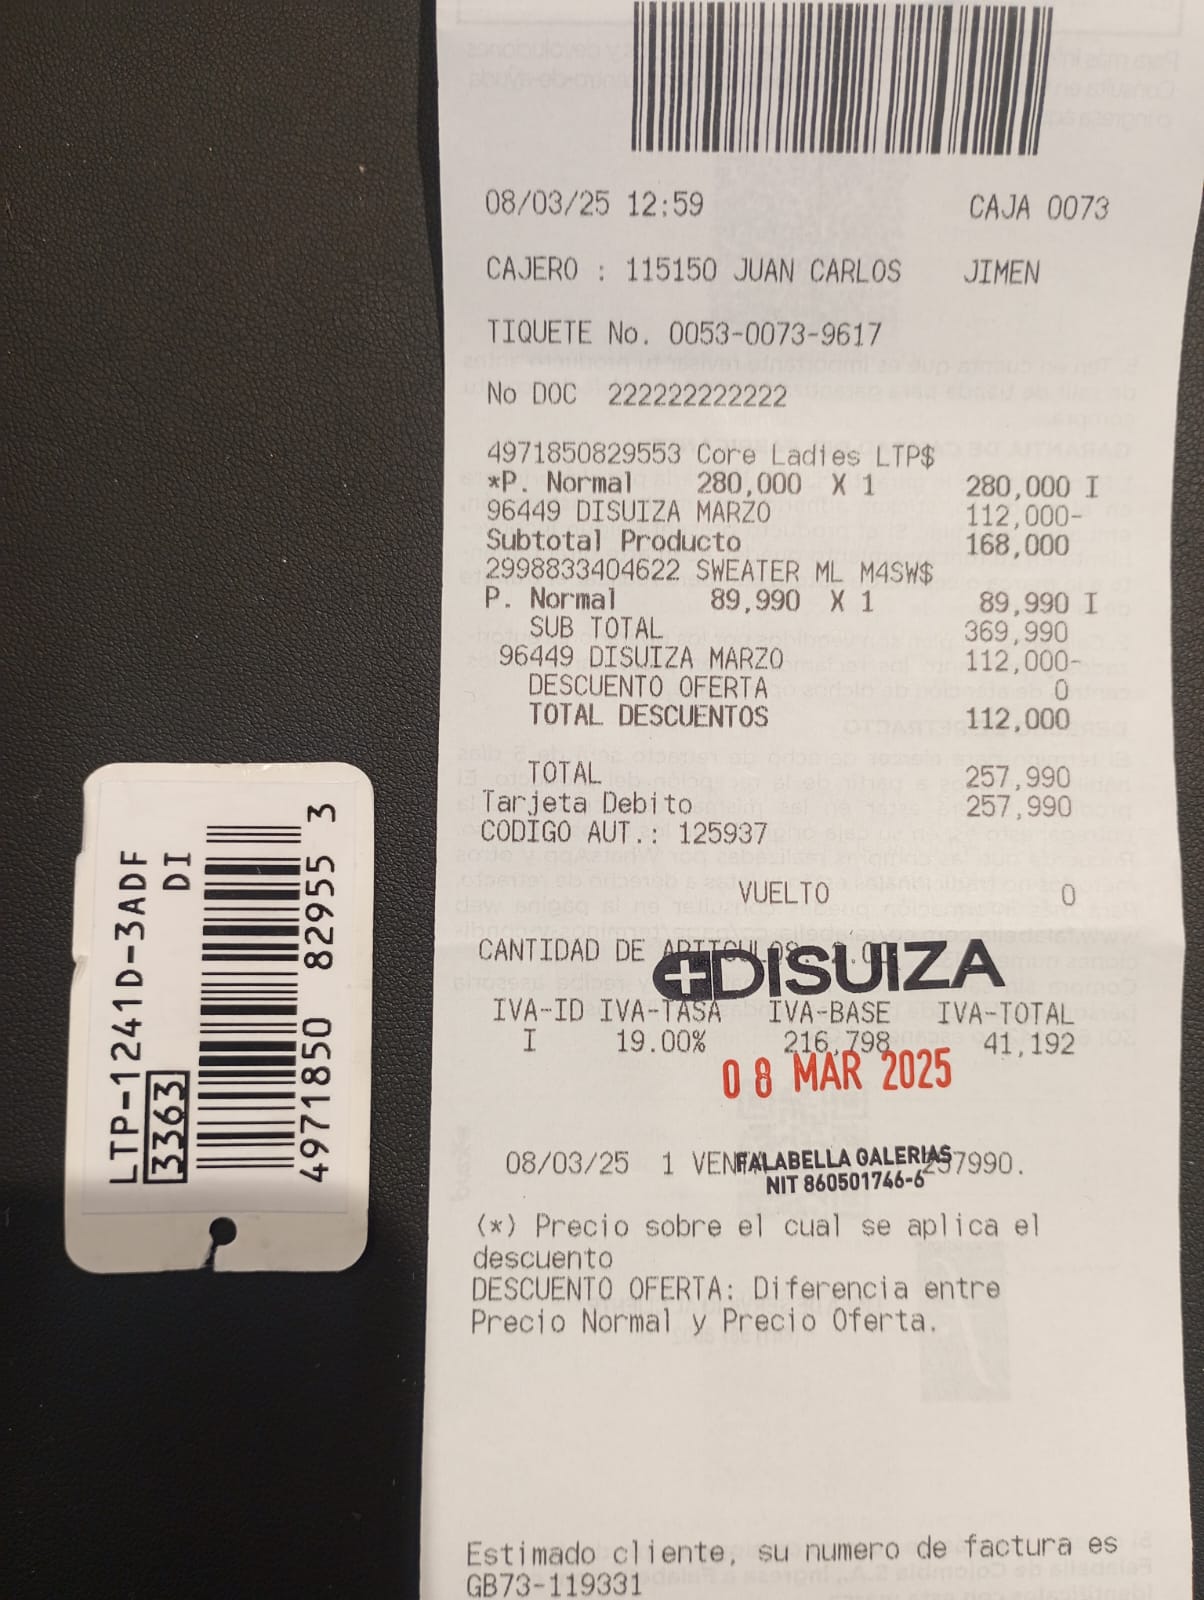 08/03/25 12:59 CAJA 0073
CAJERO : 115150 JUAN CARLOS JIMEN
TIQUETE No. 0053-0073-9617
No DOC 222222222222
4971850829553 Core Ladies LTP$
*P. Normal 280,000 X 1 280,000 I
96449 DISUIZA MARZO 112,000-
Subtotal Producto 168,000
2998833404622 SWEATER ML M4SW$
P. Normal 89,990 X 1 89,990 I
SUB TOTAL 369,990
96449 DISUIZA MARZO 112,000-
DESCUENTO OFERTA 0
TOTAL DESCUENTOS 112,000
TOTAL 257,990
Tarjeta Debito 257,990
CODIGO AUT.: 125937
VUELTO 0
CANTIDAD DE ARTICULOS.
DISUIZA
IVA-ID IVA-TASA IVA-BASE IVA-TOTAL
I 19.00% 216,798 41,192
08 MAR 2025
08/03/25 1 257990.
FALABELLA GALERIAS
NIT 860501746-6
(*) Precio sobre el cual se aplica el
descuento
DESCUENTO OFERTA: Diferencia entre
Precio Normal y Precio Oferta.
Estimado cliente, su numero de factura es
GB73-119331
LTP-1241D-3ADF
DI
3363
4971850 82955 3